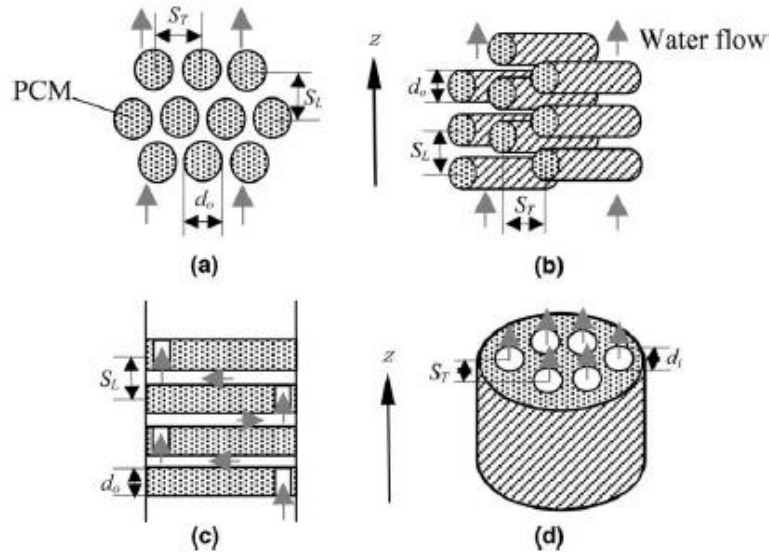 S_T
PCM
S_L
d_o
(a)
z
Water flow
d_o
S_L
S_T
(b)
S_L
d_o
(c)
z
S_T
d_i
(d)